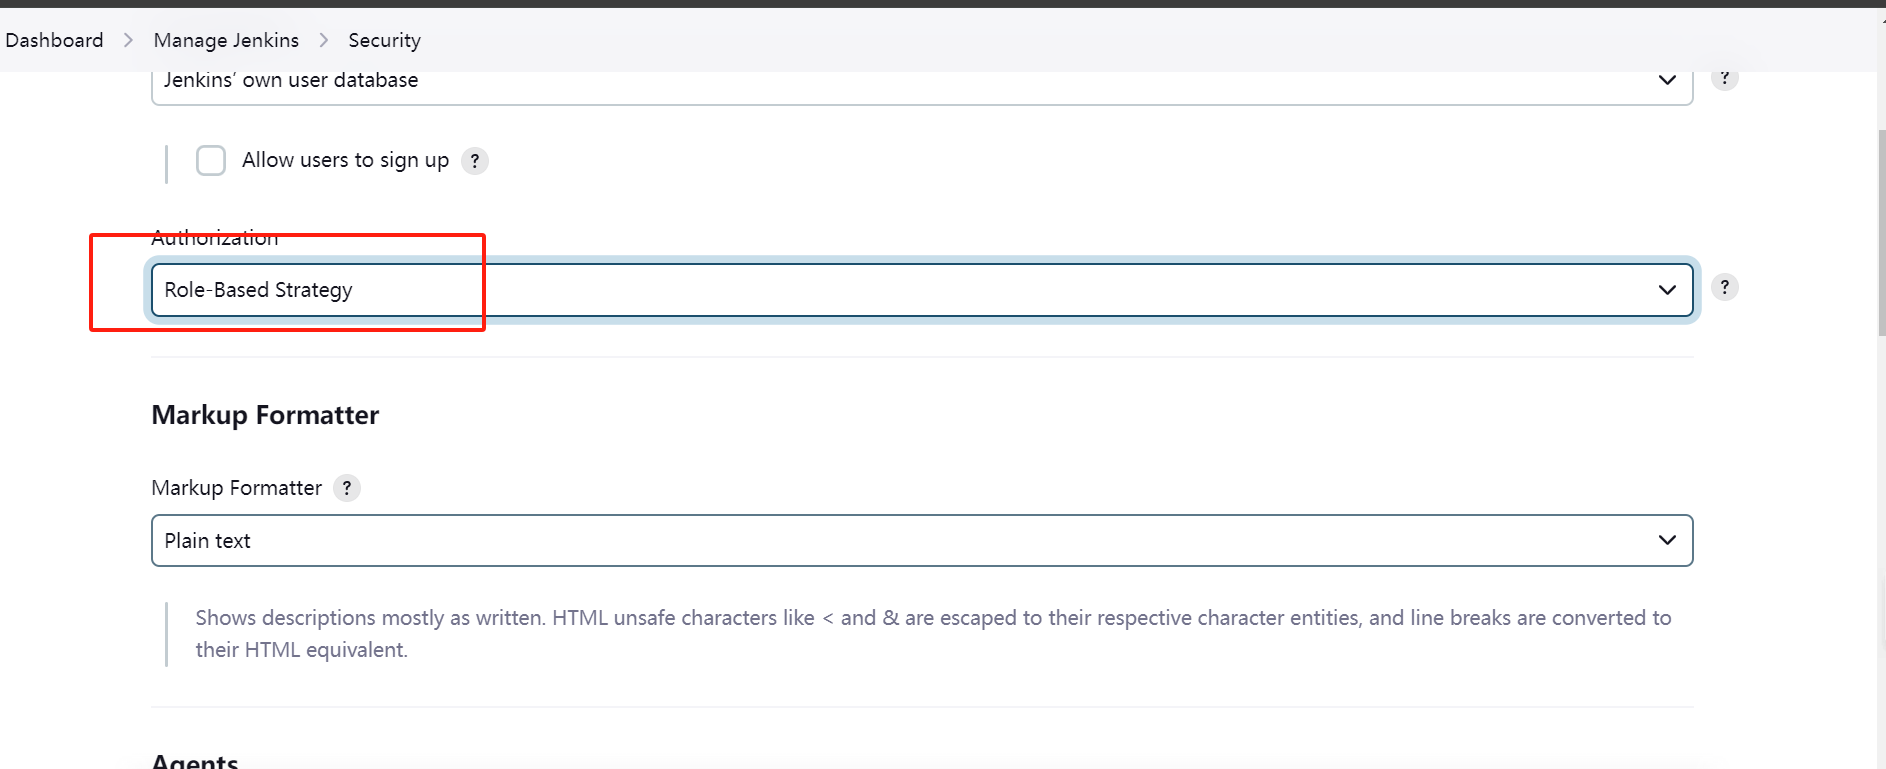 Dashboard > Manage Jenkins > Security
Jenkins' own user database
?
Allow users to sign up ?
Authorization
Role-Based Strategy
?
Markup Formatter
Markup Formatter ?
Plain text
Shows descriptions mostly as written. HTML unsafe characters like < and & are escaped to their respective character entities, and line breaks are converted to
their HTML equivalent.
Agents